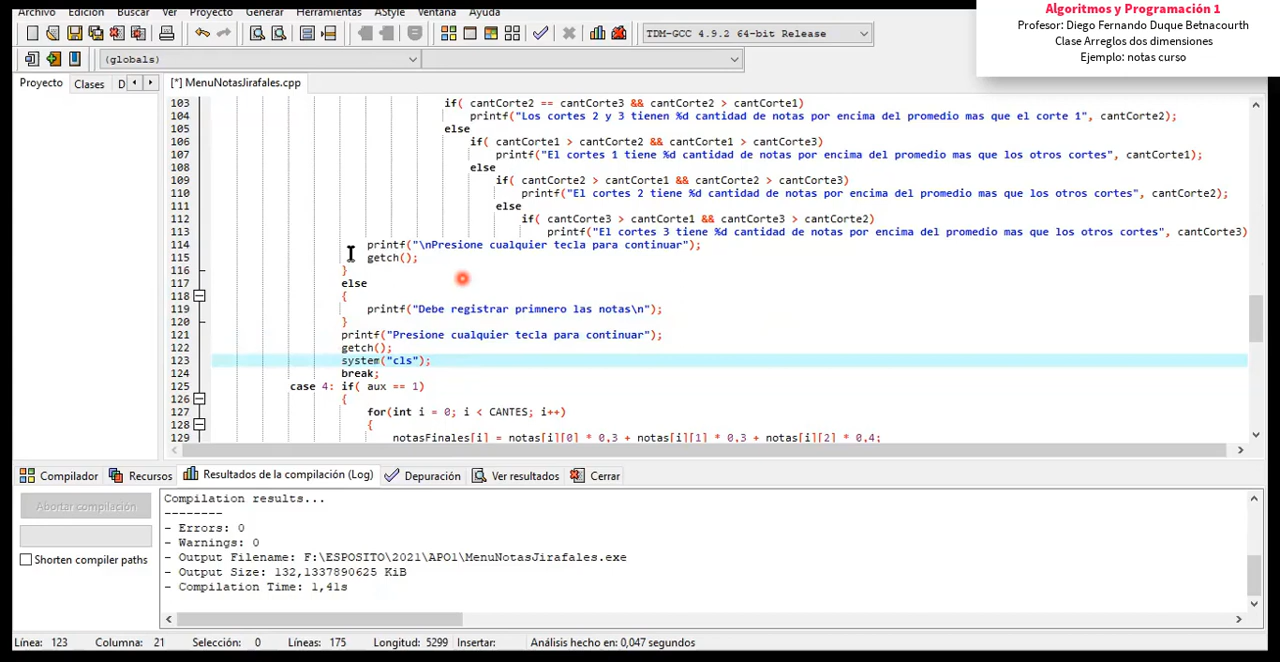 Archivo Edición Buscar Ver Proyecto Generar Herramientas AStyle Ventana Ayuda
Algoritmos y Programación 1
Profesor: Diego Fernando Duque Betnacourth
Clase Arreglos dos dimensiones
Ejemplo: notas curso
TDM-GCC 4.9.2 64-bit Release
(globals)
Proyecto Clases D
[*] MenuNotasJirafales.cpp
103 if( cantCorte2 == cantCorte3 && cantCorte2 > cantCorte1)
104 printf("Los cortes 2 y 3 tienen %d cantidad de notas por encima del promedio mas que el corte 1", cantCorte2);
105 else
106 if( cantCorte1 > cantCorte2 && cantCorte1 > cantCorte3)
107 printf("El cortes 1 tiene %d cantidad de notas por encima del promedio mas que los otros cortes", cantCorte1);
108 else
109 if( cantCorte2 > cantCorte1 && cantCorte2 > cantCorte3)
110 printf("El cortes 2 tiene %d cantidad de notas por encima del promedio mas que los otros cortes", cantCorte2);
111 else
112 if( cantCorte3 > cantCorte1 && cantCorte3 > cantCorte2)
113 printf("El cortes 3 tiene %d cantidad de notas por encima del promedio mas que los otros cortes", cantCorte3)
114 printf("\nPresione cualquier tecla para continuar");
115 getch();
116 }
117 else
118 {
119 printf("Debe registrar primnero las notas\n");
120 }
121 printf("Presione cualquier tecla para continuar");
122 getch();
123 system("cls");
124 break;
125 case 4: if( aux == 1)
126 {
127 for(int i = 0; i < CANTES; i++)
128 {
129 notasFinales[i] = notas[i][0] * 0.3 + notas[i][1] * 0.3 + notas[i][2] * 0.4;
Compilador Recursos Resultados de la compilación (Log) Depuración Ver resultados Cerrar
Abortar compilación
Shorten compiler paths
Compilation results...
--------
- Errors: 0
- Warnings: 0
- Output Filename: F:\ESPOSITO\2021\APO1\MenuNotasJirafales.exe
- Output Size: 132,1337890625 KiB
- Compilation Time: 1,41s
Línea: 123 Columna: 21 Selección: 0 Líneas: 175 Longitud: 5299 Insertar: Análisis hecho en: 0,047 segundos